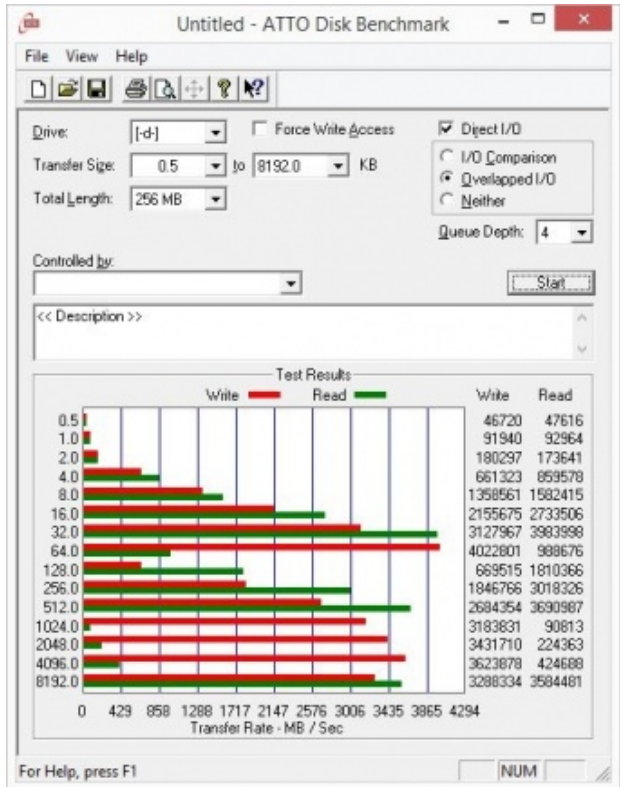 Untitled - ATTO Disk Benchmark
File View Help
Drive: [-d-] Force Write Access Direct I/O
Transfer Size: 0.5 to 8192.0 KB I/O Comparison
Overlapped I/O
Total Length: 256 MB Neither
Queue Depth: 4
Controlled by:
Start
<< Description >>
Test Results
Write Read Write Read
0.5 46720 47616
1.0 91940 92964
2.0 180297 173641
4.0 661323 859578
8.0 1358561 1582415
16.0 2155675 2733506
32.0 3127967 3983998
64.0 4022801 988676
128.0 669515 1810366
256.0 1846766 3018326
512.0 2684354 3690987
1024.0 3183831 90813
2048.0 3431710 224363
4096.0 3623878 424688
8192.0 3288334 3584481
0 429 858 1288 1717 2147 2576 3006 3435 3865 4294
Transfer Rate - MB / Sec
For Help, press F1 NUM